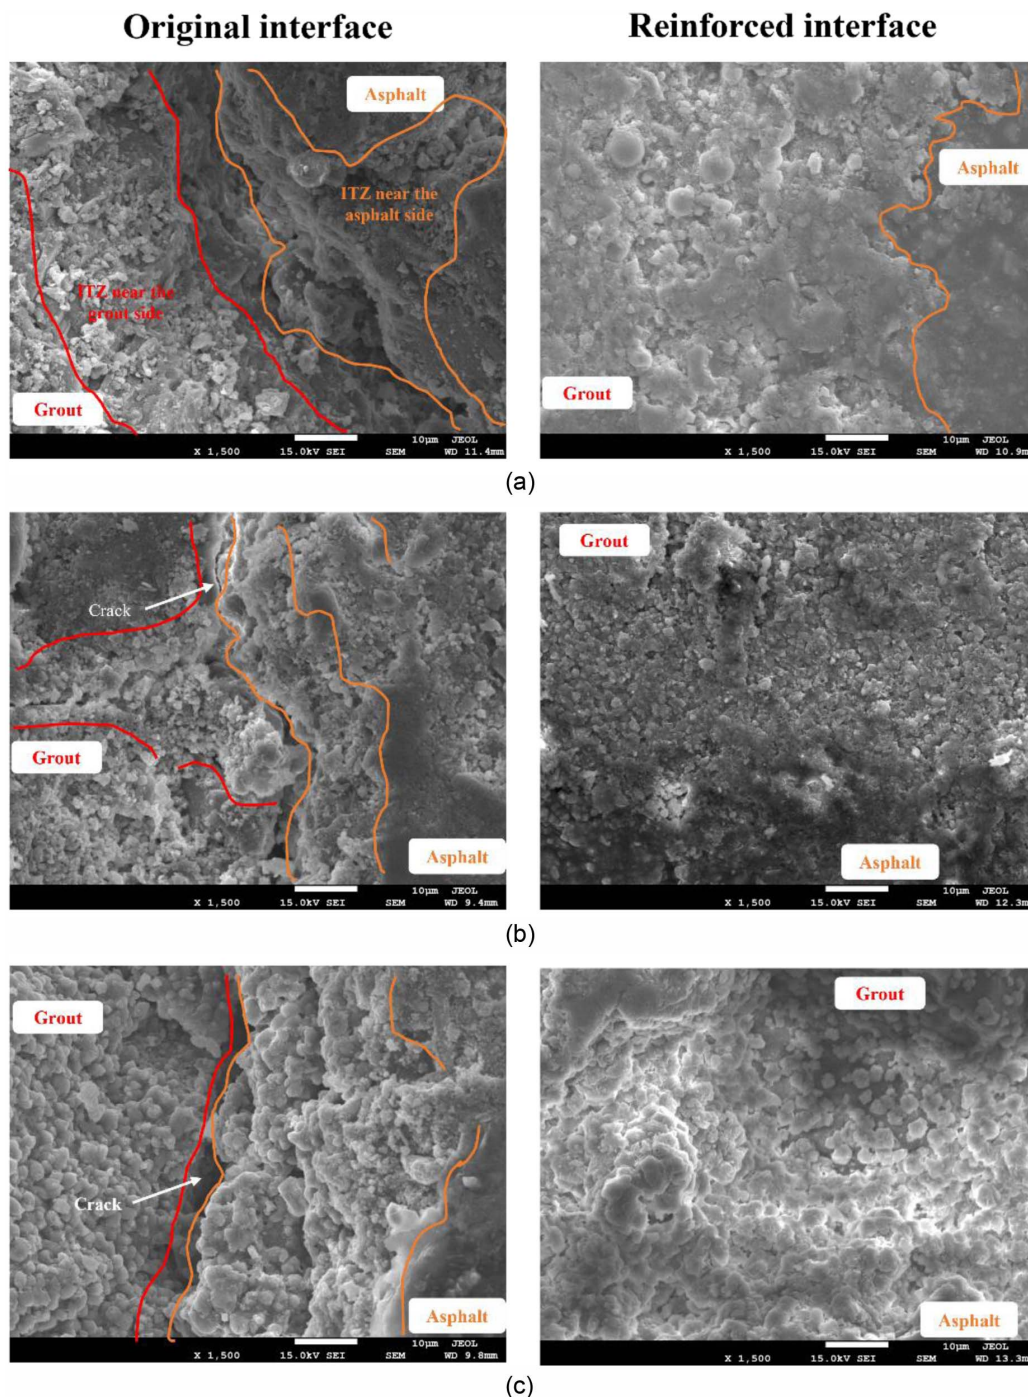 Original interface
Reinforced interface
Asphalt
ITZ near the
asphalt side
ITZ near the
grout side
Grout
X 1,500 15.0kV SEI SEM WD 11.4mm
10μm JEOL
Asphalt
Grout
X 1,500 15.0kV SEI SEM WD 10.9m
10μm JEOL
(a)
Crack
Grout
Asphalt
10μm JEOL
X 1,500 15.0kV SEI SEM WD 9.4mm
Grout
Asphalt
10μm JEOL
X 1,500 15.0kV SEI SEM WD 12.3m
(b)
Grout
Crack
Asphalt
10μm JEOL
X 1,500 15.0kV SEI SEM WD 9.8mm
Grout
Asphalt
10μm JEOL
X 1,500 15.0kV SEI SEM WD 13.3m
(c)